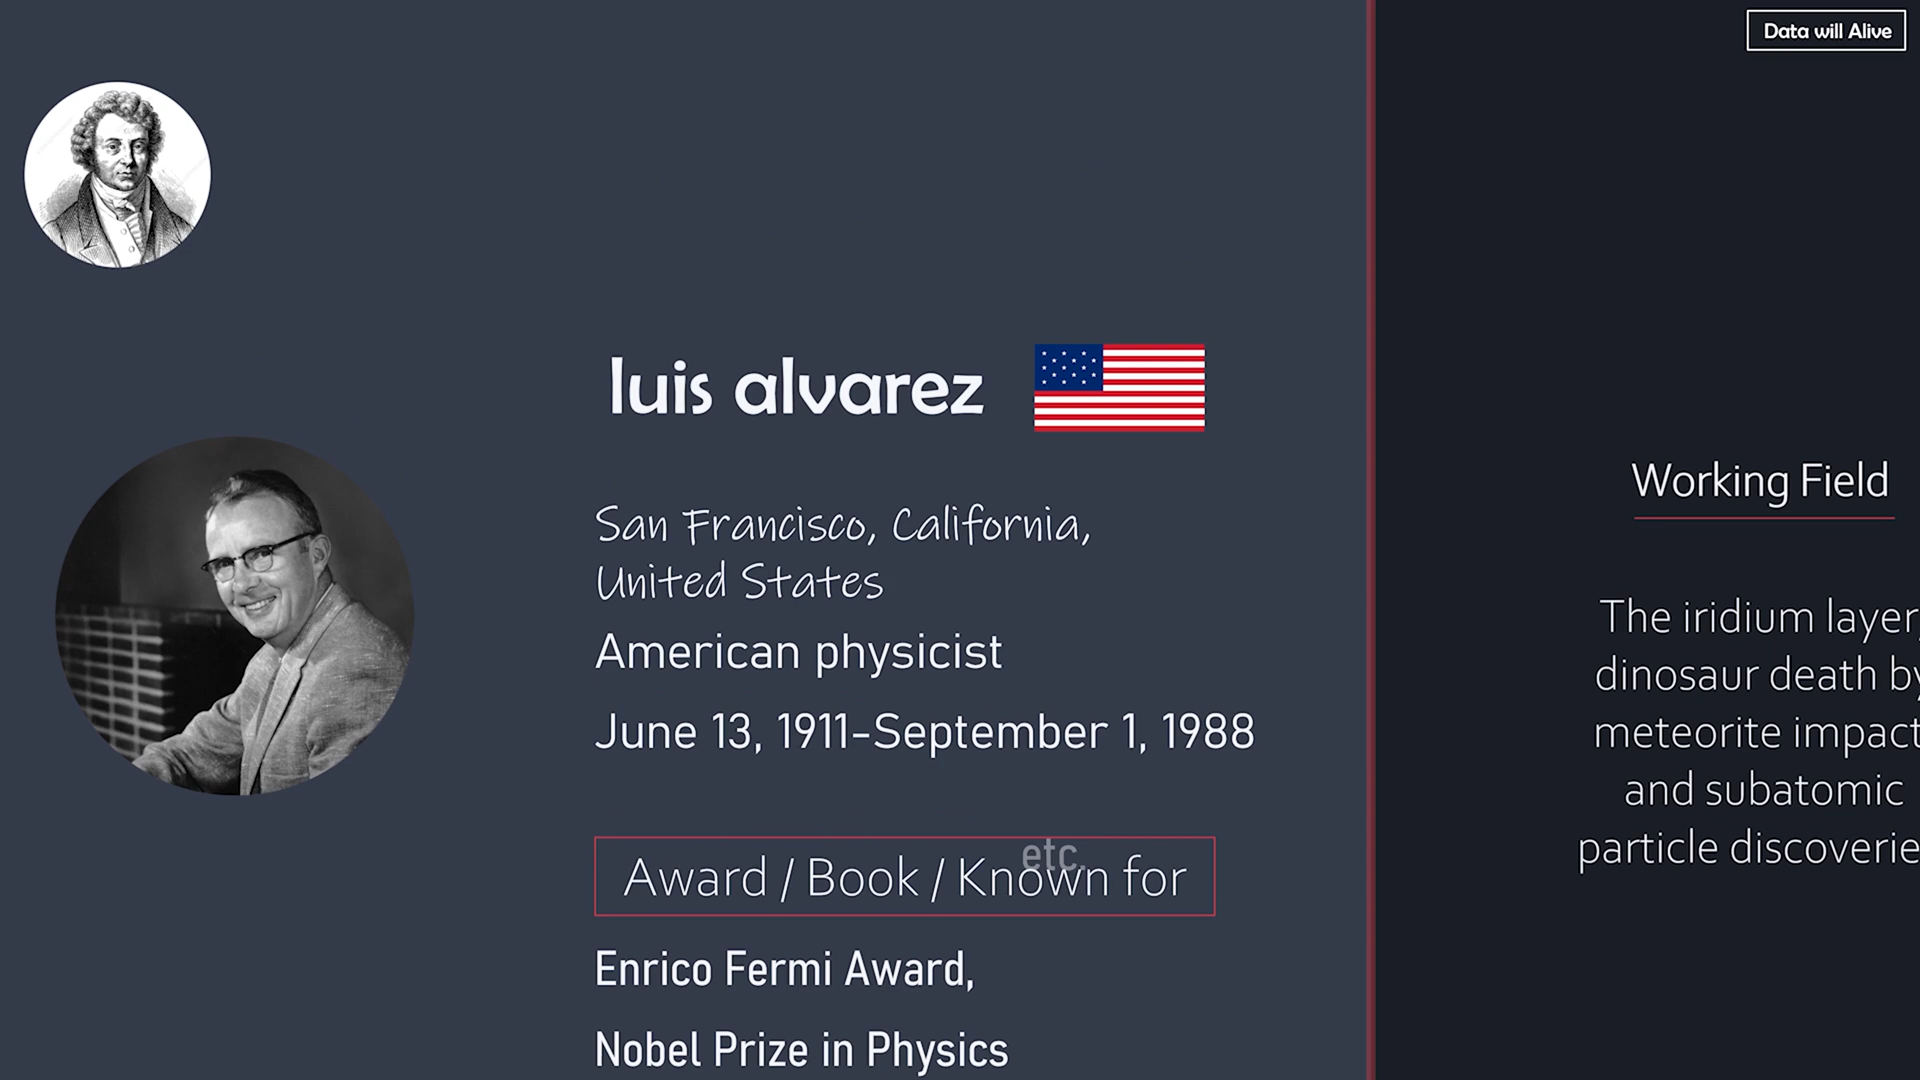 Data will Alive
luis alvarez
San Francisco, California,
United States
American physicist
June 13, 1911-September 1, 1988
etc.
Award / Book / Known for
Enrico Fermi Award,
Nobel Prize in Physics
Working Field
The iridium layer,
dinosaur death by
meteorite impact
and subatomic
particle discoverie